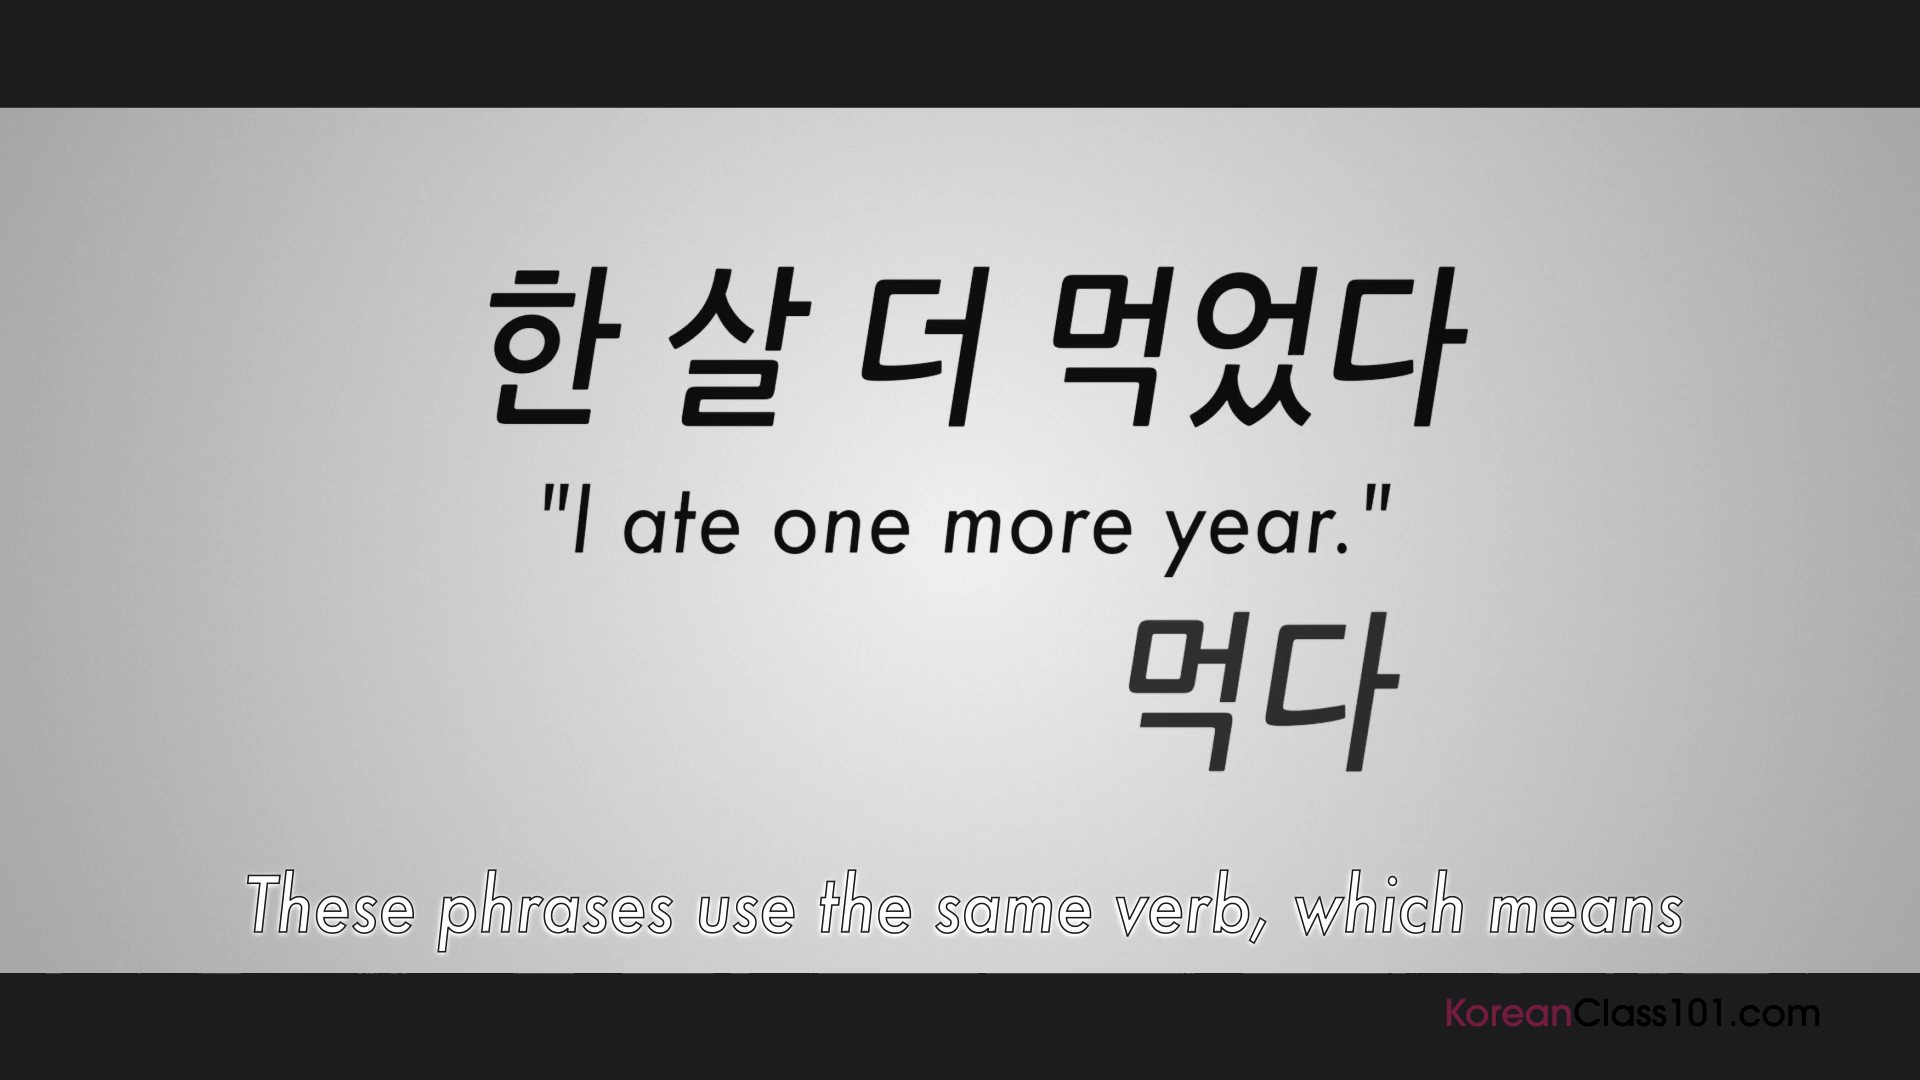 한 살 더 먹었다
"I ate one more year."
먹다
These phrases use the same verb, which means
KoreanClass101.com